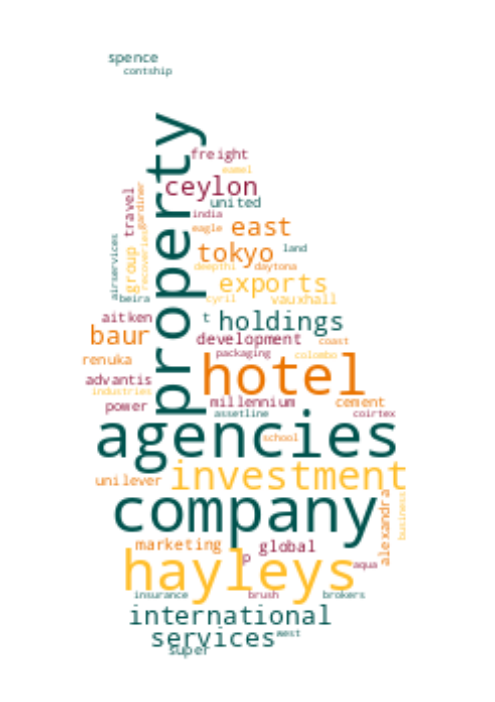 spence
contship
property
freight
eamel
ceylon
travel
gardiner
united
india
eagle
east
airservices
group
recoveries
tokyo
land
deepthi
daytona
exports
beira
cyril
vauxhall
aitken
t
holdings
baur
development
coast
renuka
packaging
colombo
hotel
advantis
industries
power
millennium
cement
assetline
coirtex
agencies
school
investment
unilever
alexandra
business
company
marketing
global
p
hayleys
aqua
insurance
brush
brokers
international
services
west
super